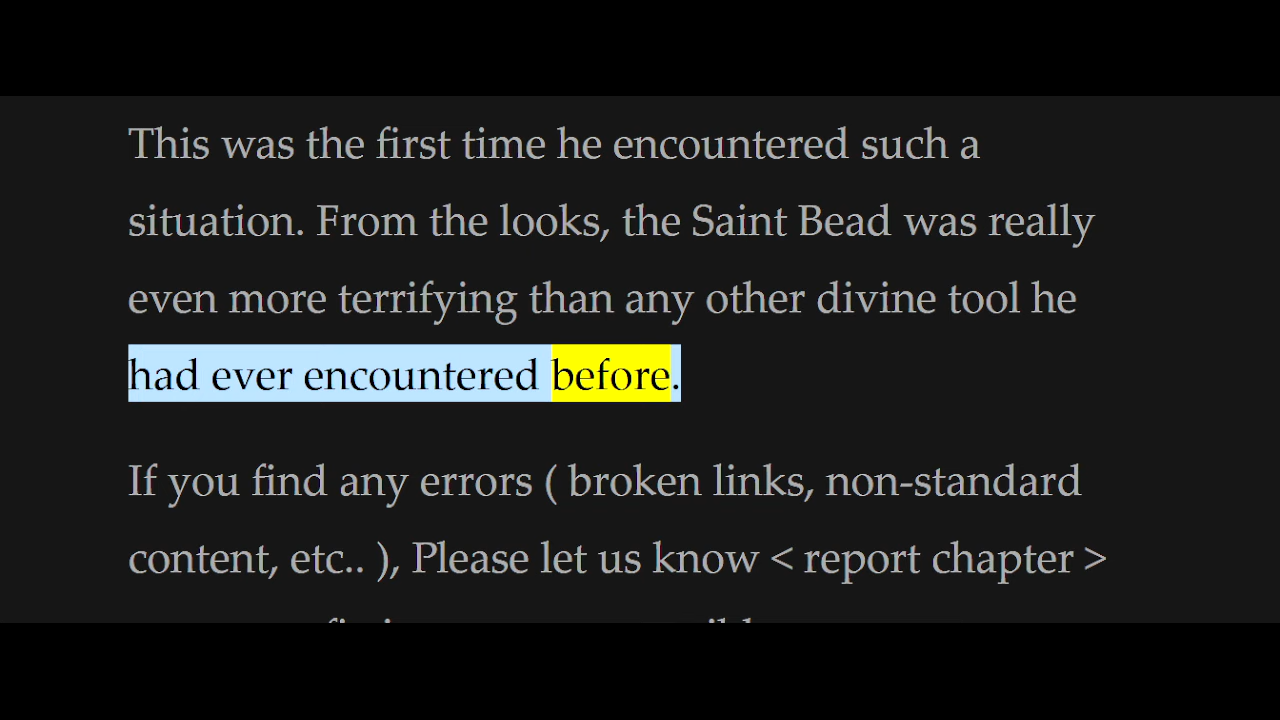 This was the first time he encountered such a
situation. From the looks, the Saint Bead was really
even more terrifying than any other divine tool he
had ever encountered before.
If you find any errors ( broken links, non-standard
content, etc.. ), Please let us know < report chapter >